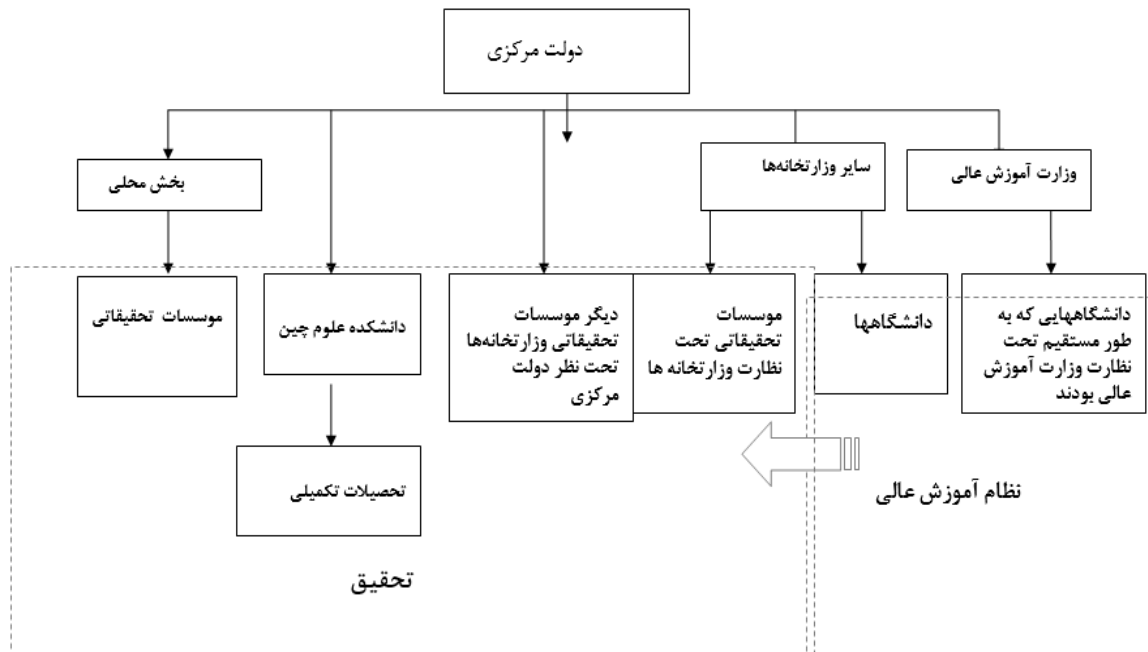 دولت مرکزی
وزارت آموزش عالی
سایر وزارتخانه‌ها
بخش محلی
دانشگاههایی که به
طور مستقیم تحت
نظارت وزارت آموزش
عالی بودند
دانشگاهها
موسسات
تحقیقاتی تحت
نظارت وزارتخانه ها
دیگر موسسات
تحقیقاتی وزارتخانه‌ها
تحت نظر دولت
مرکزی
دانشکده علوم چین
موسسات تحقیقاتی
تحصیلات تکمیلی
نظام آموزش عالی
تحقیق